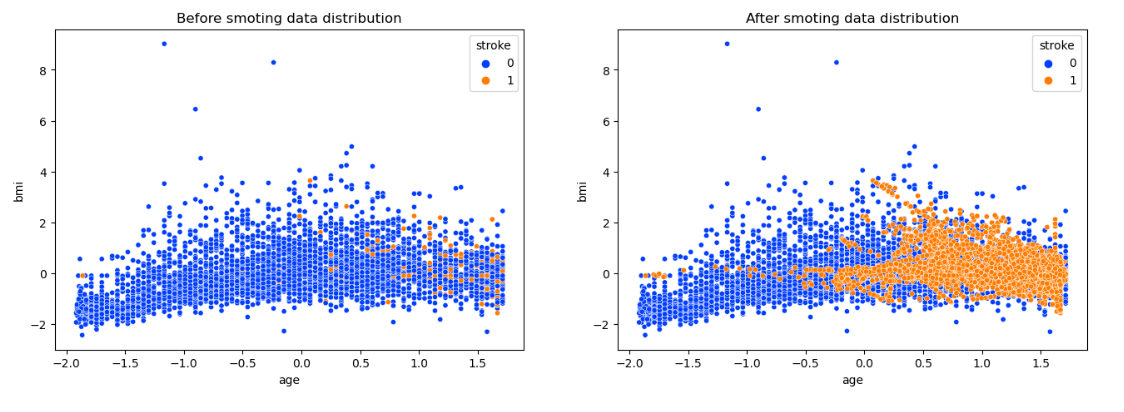 Before smoting data distribution
stroke
0
1
8
6
4
2
0
−2
bmi
−2.0 −1.5 −1.0 −0.5 0.0 0.5 1.0 1.5
age
After smoting data distribution
stroke
0
1
8
6
4
2
0
−2
bmi
−2.0 −1.5 −1.0 −0.5 0.0 0.5 1.0 1.5
age